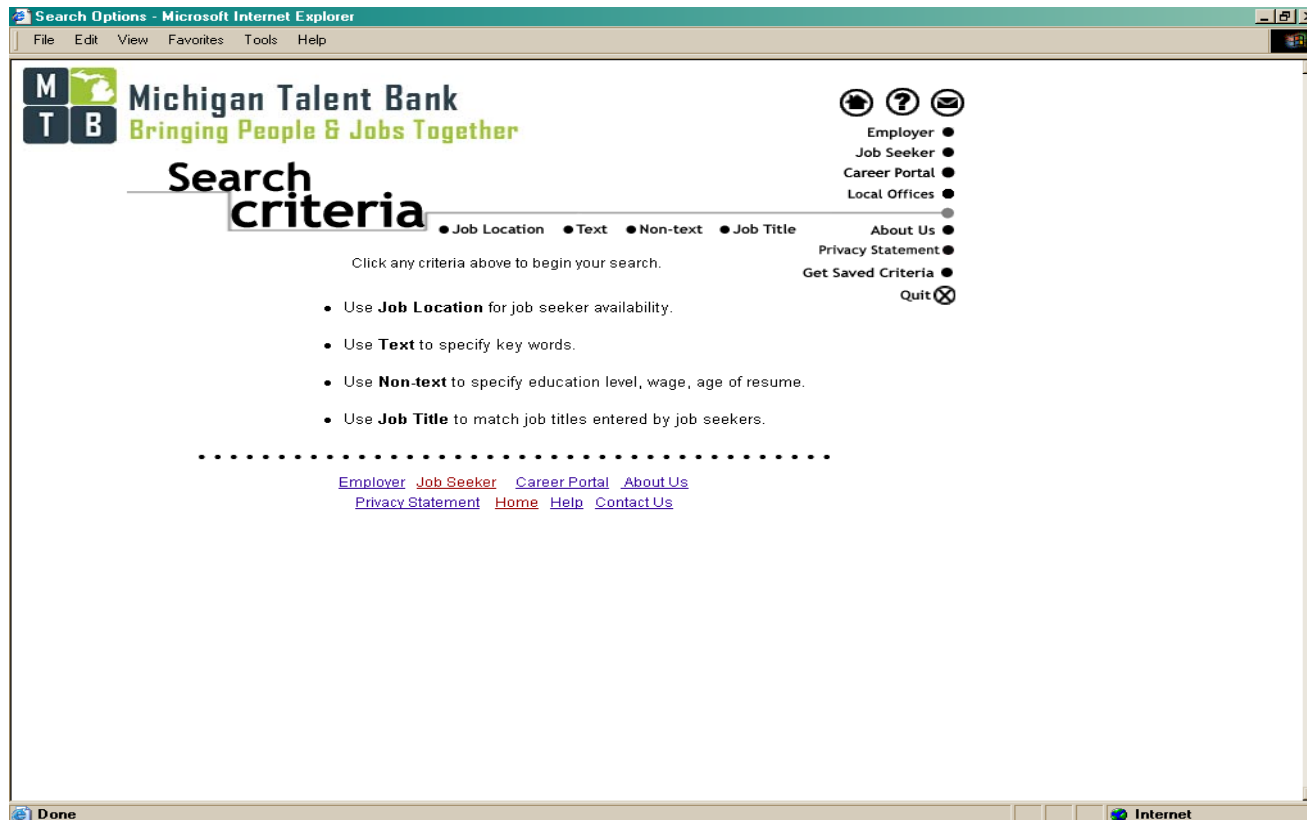 Search Options - Microsoft Internet Explorer
File Edit View Favorites Tools Help
M
T B
Michigan Talent Bank
Bringing People & Jobs Together
?
Employer
Job Seeker
Career Portal
Local Offices
Search
criteria
Job Location Text Non-text Job Title
About Us
Privacy Statement
Get Saved Criteria
Quit
Click any criteria above to begin your search.
• Use Job Location for job seeker availability.
• Use Text to specify key words.
• Use Non-text to specify education level, wage, age of resume.
• Use Job Title to match job titles entered by job seekers.
Employer Job Seeker Career Portal About Us
Privacy Statement Home Help Contact Us
Done Internet